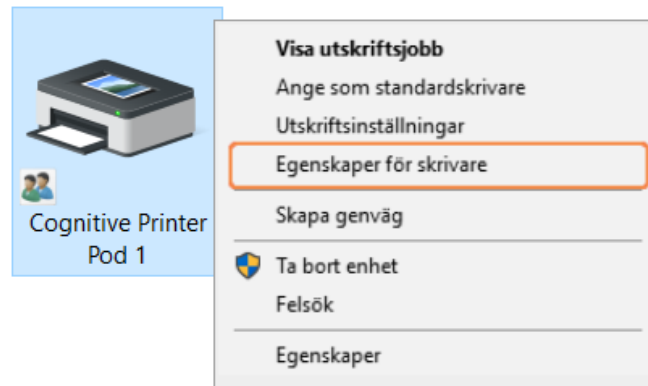 Cognitive Printer
Pod 1
Visa utskriftsjobb
Ange som standardskrivare
Utskriftsinställningar
Egenskaper för skrivare
Skapa genväg
Ta bort enhet
Felsök
Egenskaper